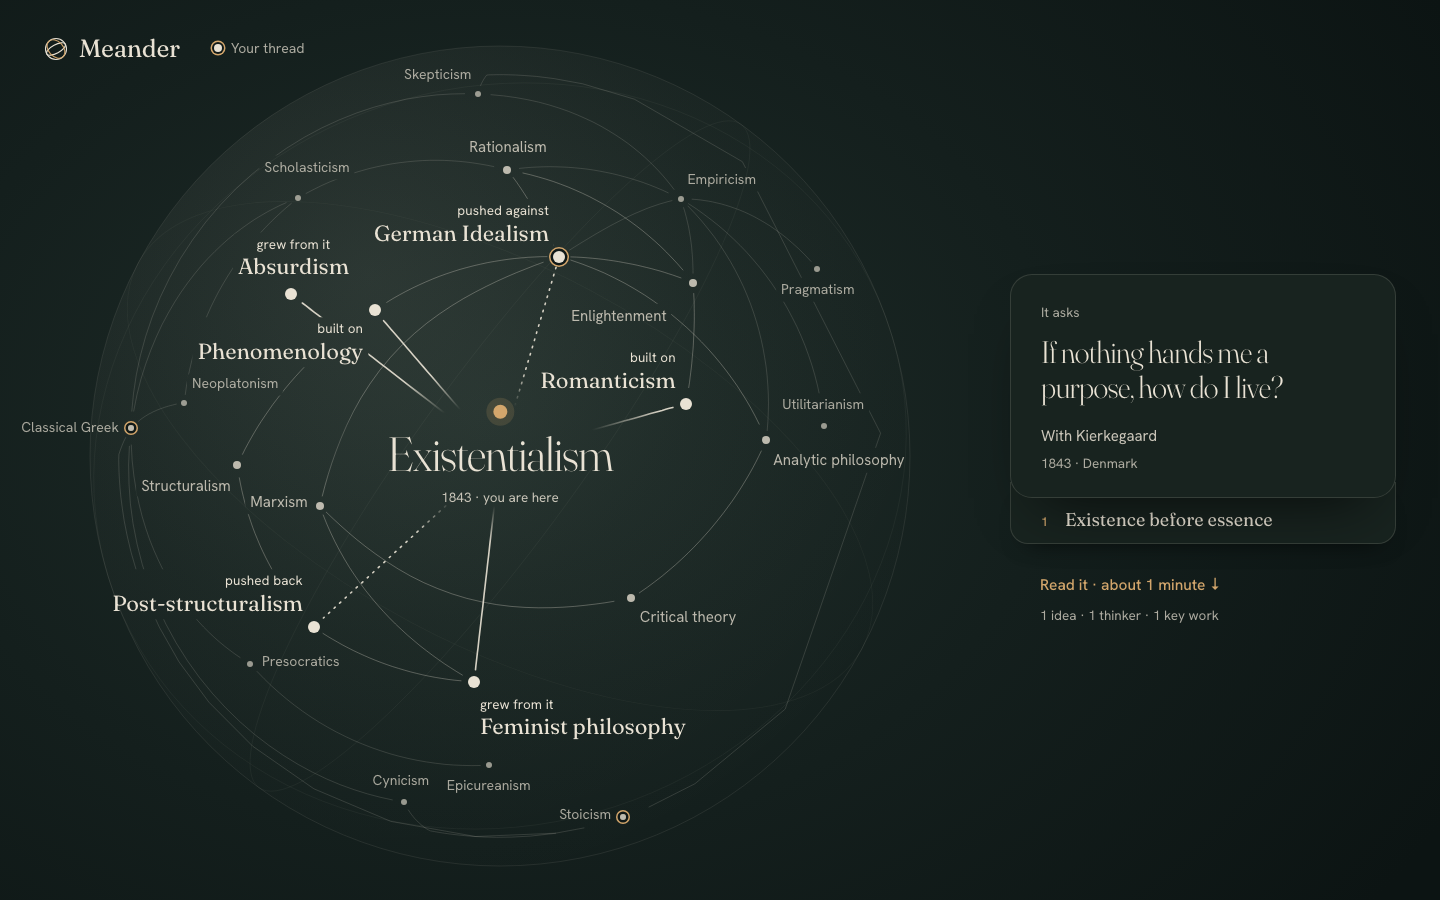 Meander
Your thread
Skepticism
Rationalism
Scholasticism
Empiricism
pushed against
German Idealism
grew from it
Absurdism
Pragmatism
Enlightenment
built on
Phenomenology
built on
Romanticism
Neoplatonism
Utilitarianism
Classical Greek
Existentialism
Analytic philosophy
Structuralism
Marxism
1843 · you are here
pushed back
Post-structuralism
Critical theory
Presocratics
grew from it
Feminist philosophy
Cynicism
Epicureanism
Stoicism
It asks
If nothing hands me a
purpose, how do I live?
With Kierkegaard
1843 · Denmark
1 Existence before essence
Read it · about 1 minute ↓
1 idea · 1 thinker · 1 key work